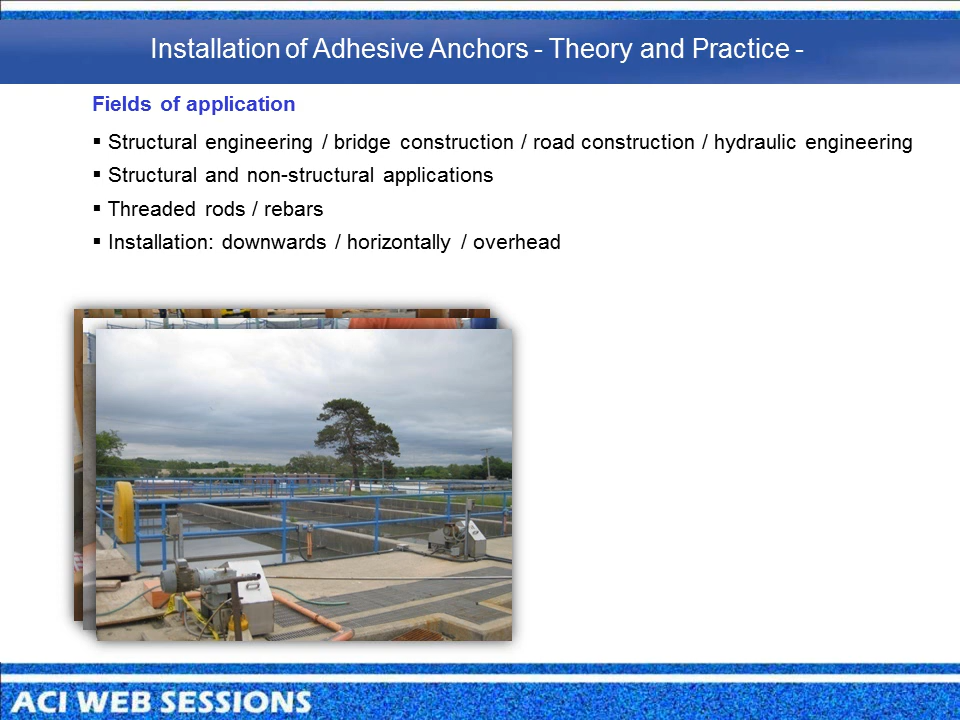 Installation of Adhesive Anchors - Theory and Practice -
Fields of application
▪ Structural engineering / bridge construction / road construction / hydraulic engineering
▪ Structural and non-structural applications
▪ Threaded rods / rebars
▪ Installation: downwards / horizontally / overhead
ACI WEB SESSIONS